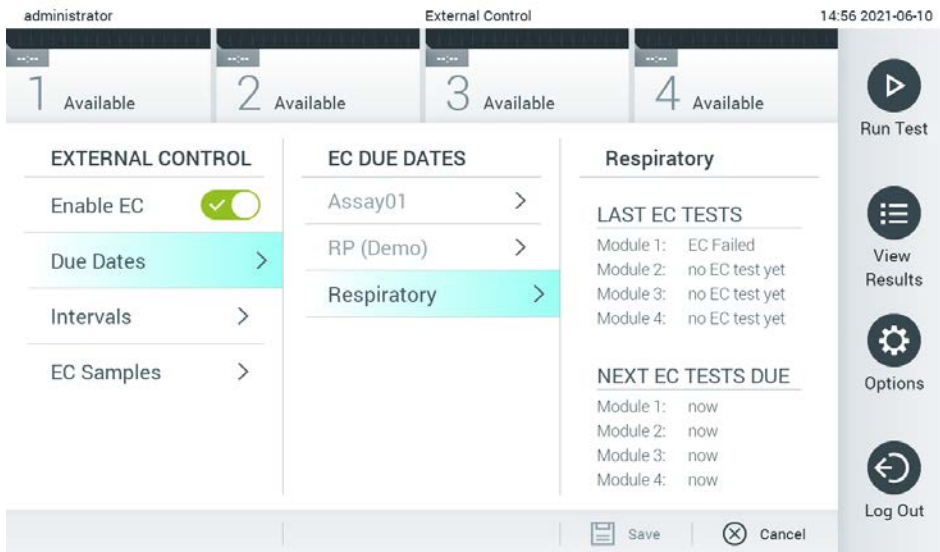 administrator External Control 14:56 2021-06-10
--:-- --:-- --:-- --:--
1 Available 2 Available 3 Available 4 Available
Run Test
View
Results
Options
Log Out
EXTERNAL CONTROL
Enable EC
Due Dates
Intervals
EC Samples
EC DUE DATES
Assay01
RP (Demo)
Respiratory
Respiratory
LAST EC TESTS
Module 1: EC Failed
Module 2: no EC test yet
Module 3: no EC test yet
Module 4: no EC test yet
NEXT EC TESTS DUE
Module 1: now
Module 2: now
Module 3: now
Module 4: now
Save Cancel